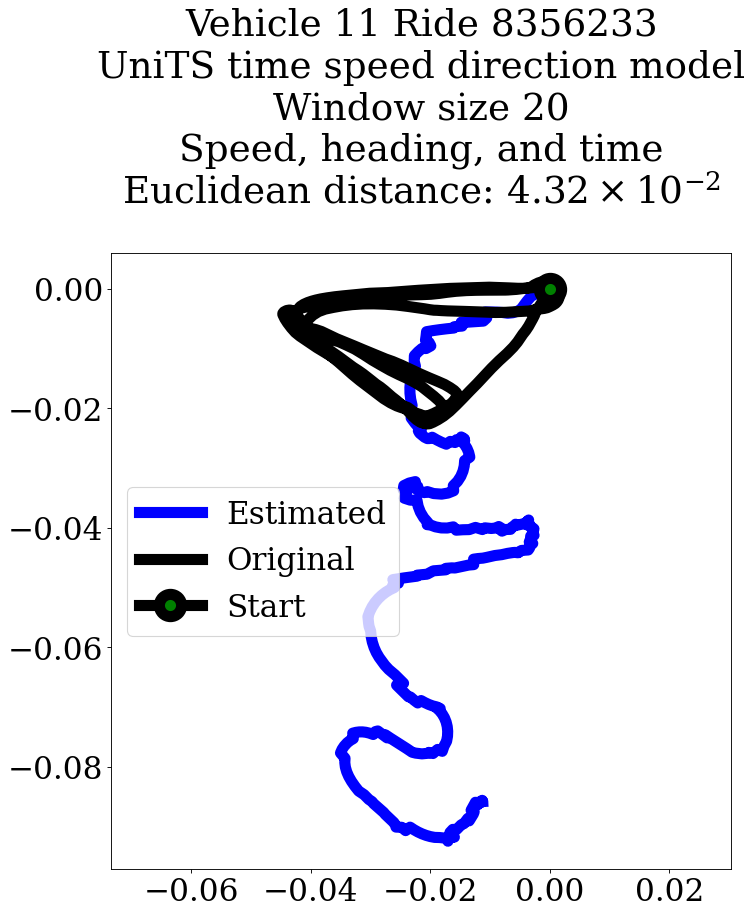 Vehicle 11 Ride 8356233
UniTS time speed direction model
Window size 20
Speed, heading, and time
Euclidean distance: 4.32 × 10⁻²
0.00
−0.02
−0.04
−0.06
−0.08
Estimated
Original
Start
−0.06 −0.04 −0.02 0.00 0.02